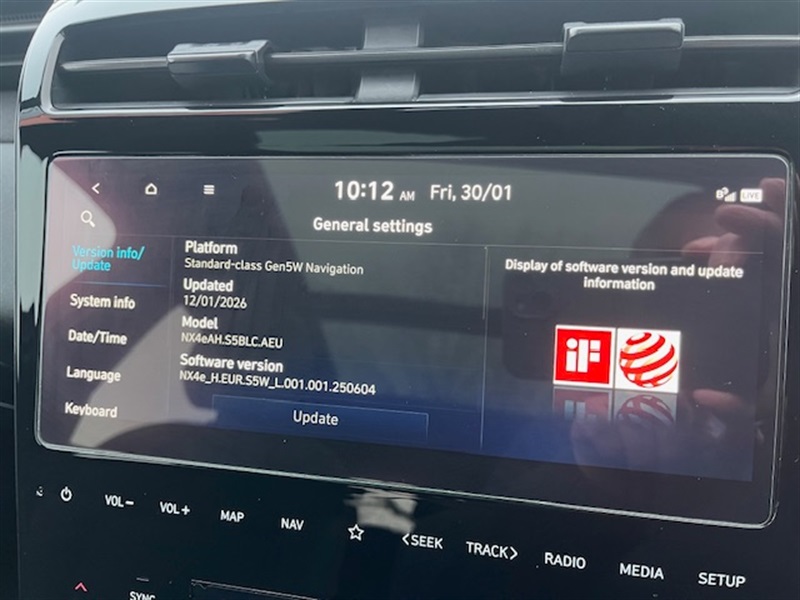 10:12 AM Fri, 30/01
LIVE
General settings
Version info/
Update
System info
Date/Time
Language
Keyboard
Platform
Standard-class Gen5W Navigation
Updated
12/01/2026
Model
NX4eAH.S5BLC.AEU
Software version
NX4e_H.EUR.S5W_L.001.001.250604
Update
Display of software version and update
information
iF
VOL−
VOL+
MAP
NAV
<SEEK
TRACK>
RADIO
MEDIA
SETUP
SYNC